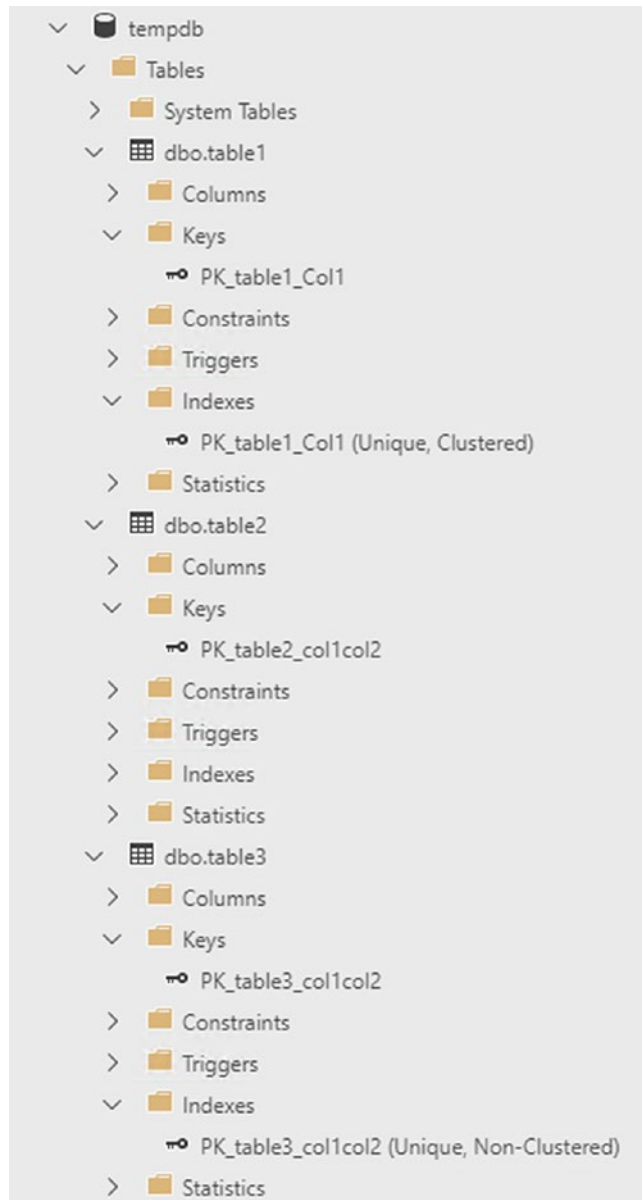 tempdb
Tables
System Tables
dbo.table1
Columns
Keys
PK_table1_Col1
Constraints
Triggers
Indexes
PK_table1_Col1 (Unique, Clustered)
Statistics
dbo.table2
Columns
Keys
PK_table2_col1col2
Constraints
Triggers
Indexes
Statistics
dbo.table3
Columns
Keys
PK_table3_col1col2
Constraints
Triggers
Indexes
PK_table3_col1col2 (Unique, Non-Clustered)
Statistics